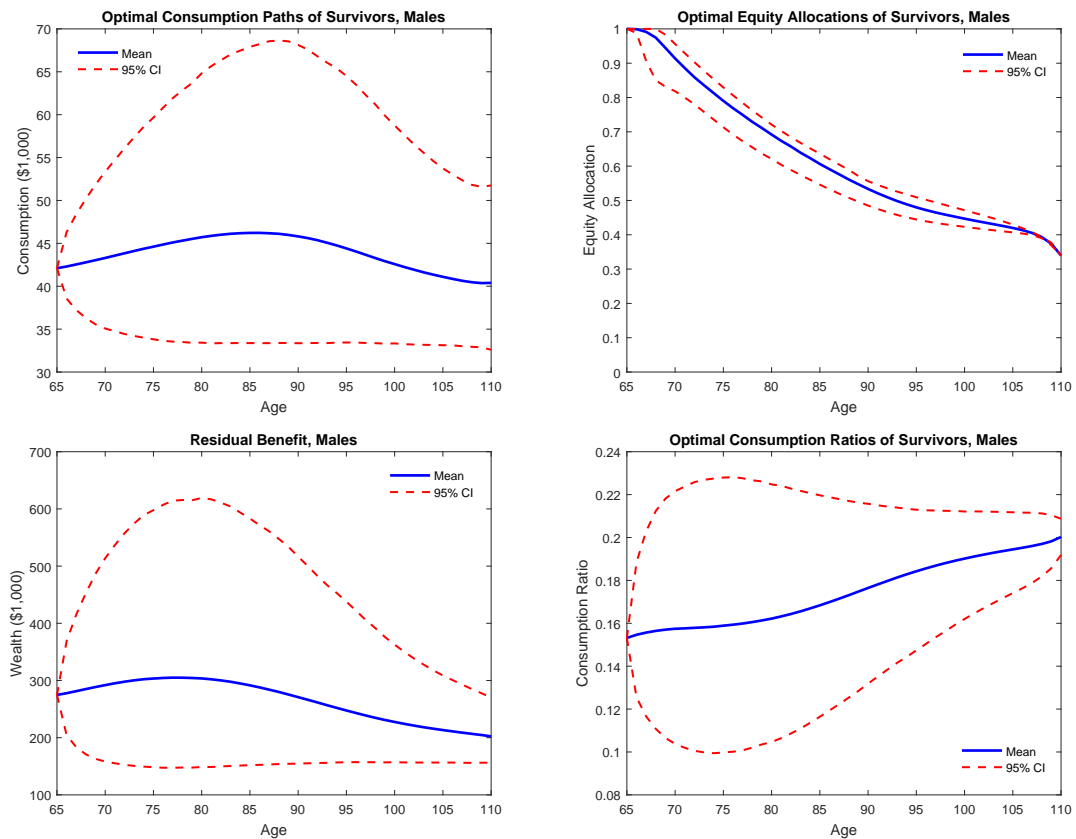 Optimal Consumption Paths of Survivors, Males
70
65
60
55
50
45
40
35
30
Consumption ($1,000)
Mean
95% CI
65 70 75 80 85 90 95 100 105 110
Age
Optimal Equity Allocations of Survivors, Males
1
0.9
0.8
0.7
0.6
0.5
0.4
0.3
0.2
0.1
0
Equity Allocation
Mean
95% CI
65 70 75 80 85 90 95 100 105 110
Age
Residual Benefit, Males
700
600
500
400
300
200
100
Wealth ($1,000)
Mean
95% CI
65 70 75 80 85 90 95 100 105 110
Age
Optimal Consumption Ratios of Survivors, Males
0.24
0.22
0.2
0.18
0.16
0.14
0.12
0.1
0.08
Consumption Ratio
Mean
95% CI
65 70 75 80 85 90 95 100 105 110
Age